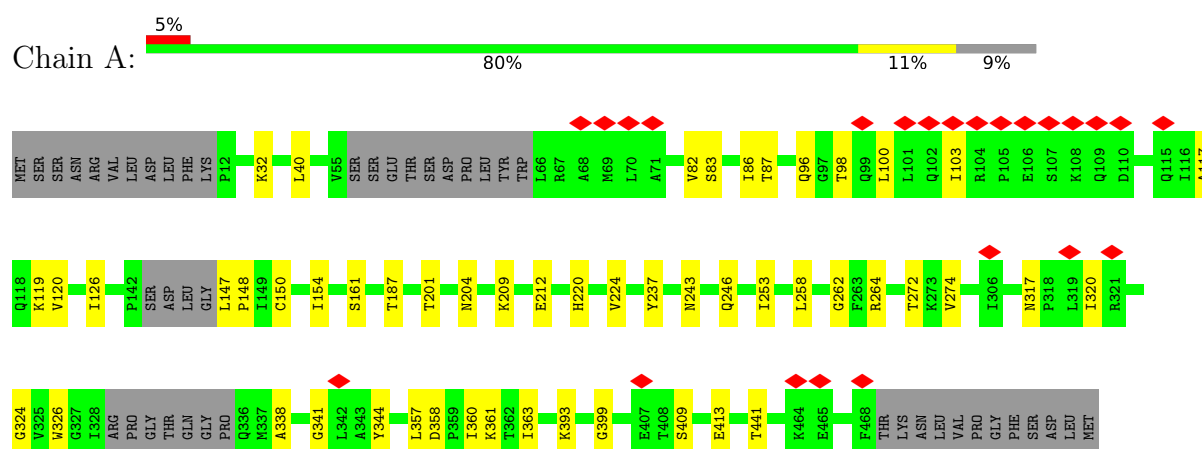 5%
Chain A:
80% 11% 9%
MET SER SER ASN ARG VAL LEU ASP LEU PHE LYS P12 K32 L40 V55 SER SER GLU THR SER ASP PRO LEU TYR TRP L66 R67 A68 M69 L70 A71 V82 S83 I86 T87 Q96 G97 T98 Q99 L100 L101 Q102 I103 R104 P105 E106 S107 K108 Q109 D110 Q115 I116 A117
Q118 K119 V120 I126 P142 SER ASP LEU GLY L147 P148 I149 C150 I154 S161 T187 T201 N204 K209 E212 H220 V224 Y237 N243 Q246 I253 L258 G262 F263 R264 T272 K273 V274 I306 N317 P318 L319 I320 R321
G324 V325 W326 G327 I328 ARG PRO GLY THR GLN GLY PRO Q336 M337 A338 G341 L342 A343 Y344 L357 D358 P359 I360 K361 T362 I363 K393 G399 E407 T408 S409 E413 T441 K464 E465 F468 THR LYS ASN LEU VAL PRO GLY PHE SER ASP LEU MET